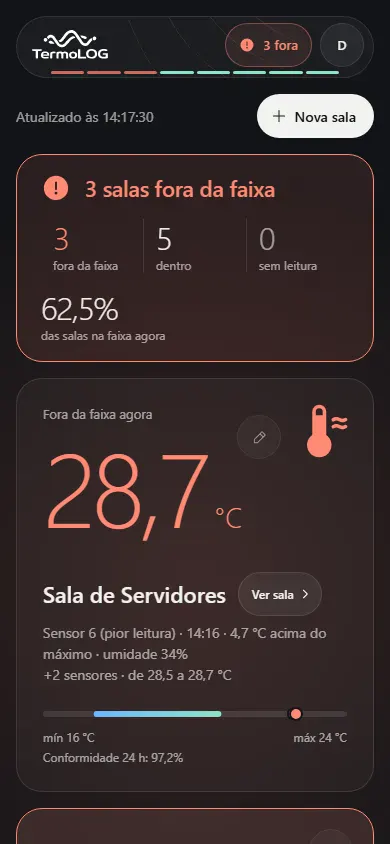 TermoLOG
3 fora
D
Atualizado às 14:17:30
Nova sala
3 salas fora da faixa
3
fora da faixa
5
dentro
0
sem leitura
62,5%
das salas na faixa agora
Fora da faixa agora
28,7 °C
Sala de Servidores
Ver sala
Sensor 6 (pior leitura) · 14:16 · 4,7 °C acima do
máximo · umidade 34%
+2 sensores · de 28,5 a 28,7 °C
mín 16 °C
máx 24 °C
Conformidade 24 h: 97,2%